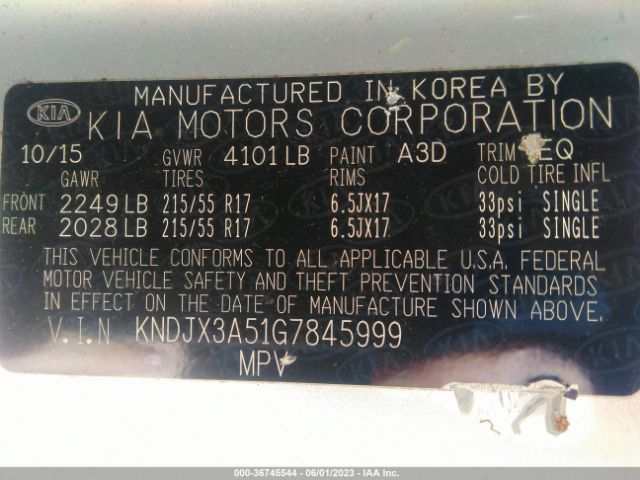 MANUFACTURED IN KOREA BY
KIA KIA MOTORS CORPORATION
10/15 GVWR 4101 LB PAINT A3D TRIM EQ
GAWR TIRES RIMS COLD TIRE INFL
FRONT 2249 LB 215/55 R17 6.5JX17 33psi SINGLE
REAR 2028 LB 215/55 R17 6.5JX17 33psi SINGLE
THIS VEHICLE CONFORMS TO ALL APPLICABLE U.S.A. FEDERAL
MOTOR VEHICLE SAFETY AND THEFT PREVENTION STANDARDS
IN EFFECT ON THE DATE OF MANUFACTURE SHOWN ABOVE.
V.I.N KNDJX3A51G7845999
MPV
000-36745544 | 06/01/2023 | IAA Inc.